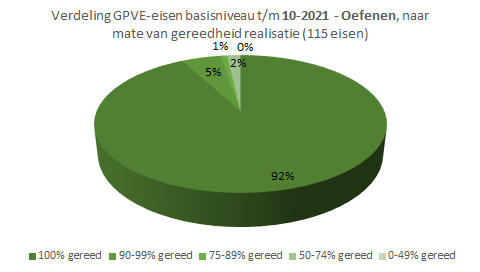 Verdeling GPVE-eisen basisniveau t/m 10-2021 - Oefenen, naar
mate van gereedheid realisatie (115 eisen)
1% 0%
5% 2%
92%
100% gereed 90-99% gereed 75-89% gereed 50-74% gereed 0-49% gereed